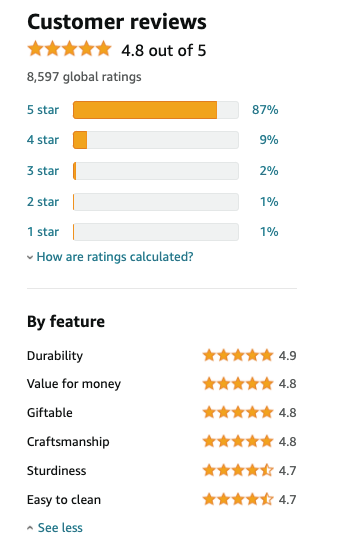 Customer reviews
4.8 out of 5
8,597 global ratings
5 star 87%
4 star 9%
3 star 2%
2 star 1%
1 star 1%
How are ratings calculated?
By feature
Durability 4.9
Value for money 4.8
Giftable 4.8
Craftsmanship 4.8
Sturdiness 4.7
Easy to clean 4.7
See less